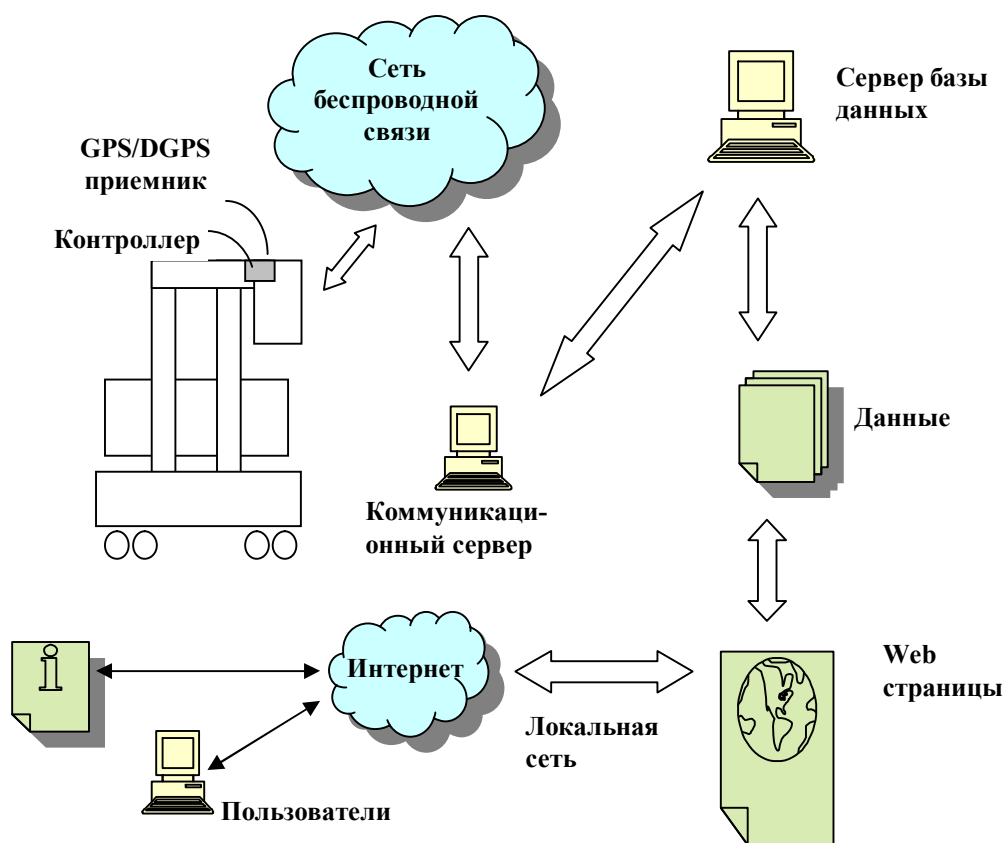 Сеть
беспроводной
связи
Сервер базы
данных
GPS/DGPS
приемник
Контроллер
Данные
Коммуникаци-
онный сервер
Интернет
Web
страницы
Локальная
сеть
Пользователи
i